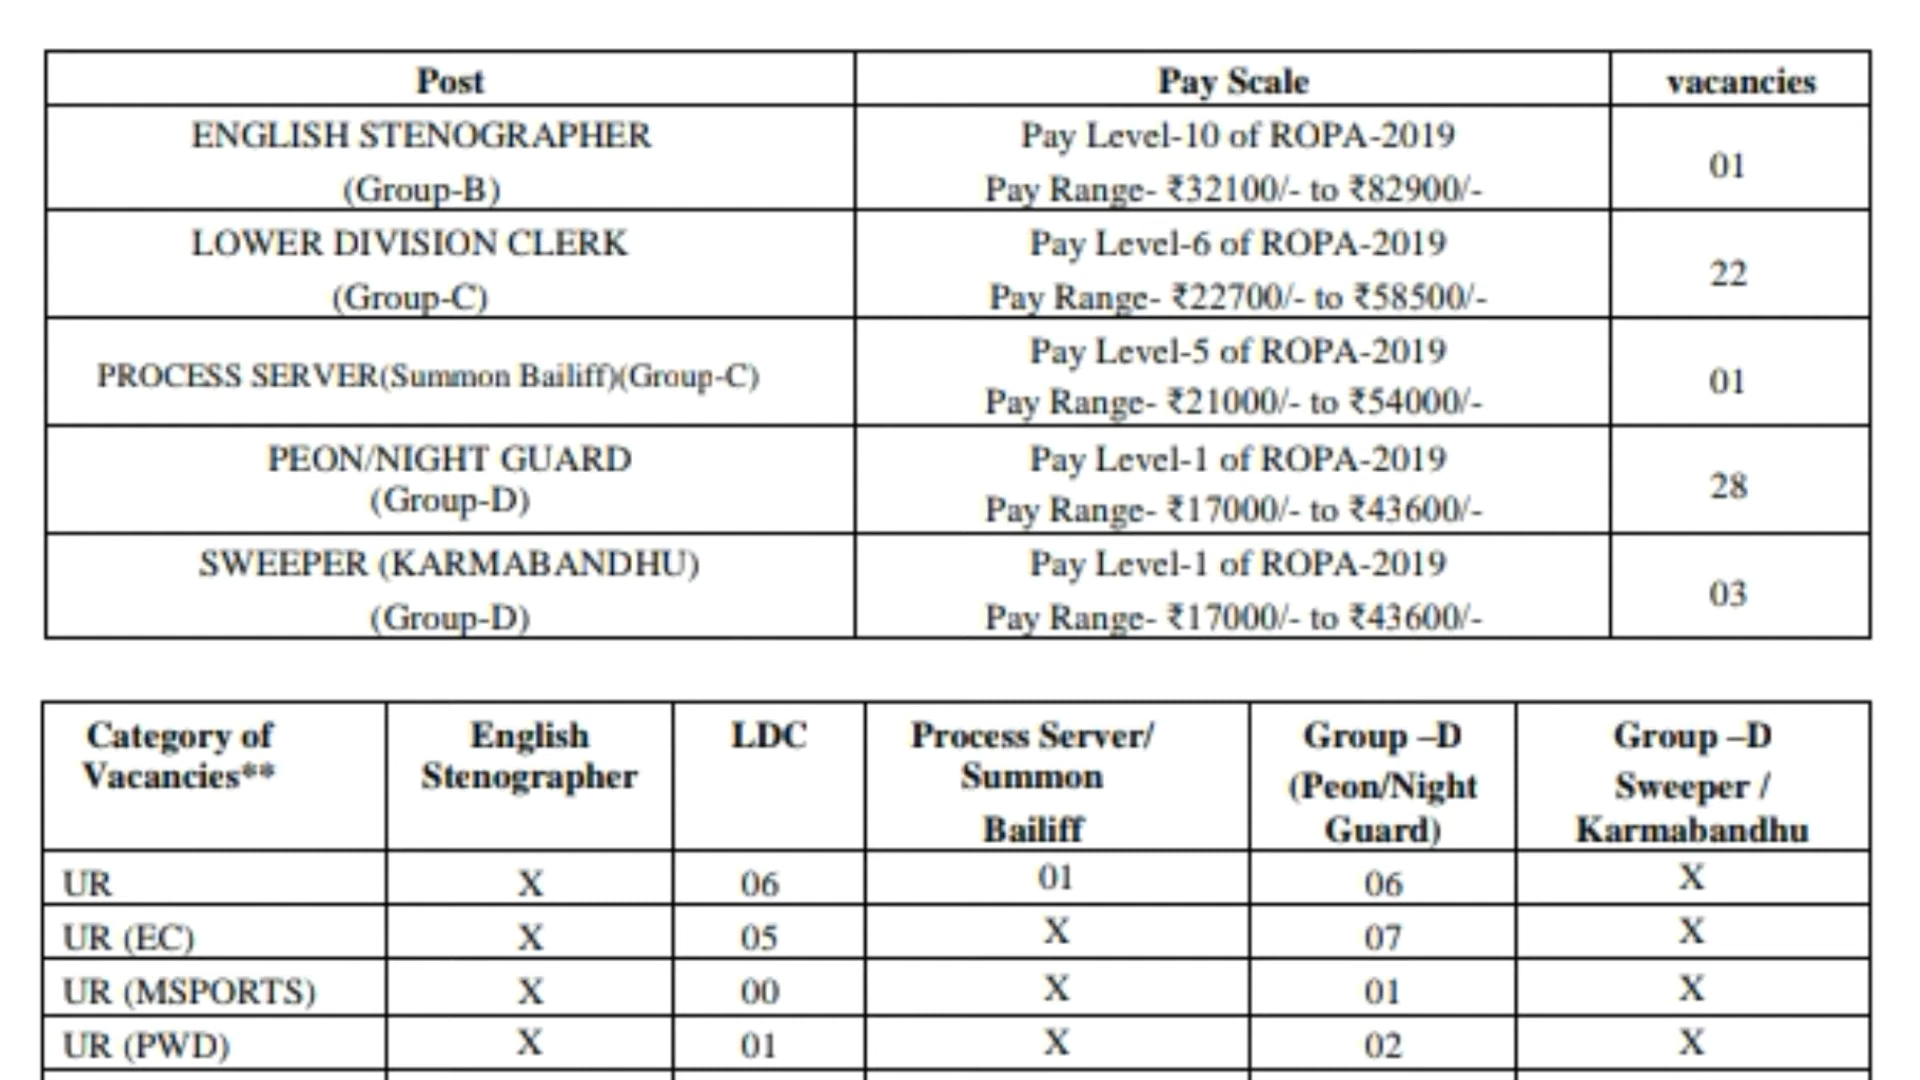 Post Pay Scale vacancies
ENGLISH STENOGRAPHER
(Group-B)
Pay Level-10 of ROPA-2019
Pay Range- ₹32100/- to ₹82900/-
01
LOWER DIVISION CLERK
(Group-C)
Pay Level-6 of ROPA-2019
Pay Range- ₹22700/- to ₹58500/-
22
PROCESS SERVER(Summon Bailiff)(Group-C)
Pay Level-5 of ROPA-2019
Pay Range- ₹21000/- to ₹54000/-
01
PEON/NIGHT GUARD
(Group-D)
Pay Level-1 of ROPA-2019
Pay Range- ₹17000/- to ₹43600/-
28
SWEEPER (KARMABANDHU)
(Group-D)
Pay Level-1 of ROPA-2019
Pay Range- ₹17000/- to ₹43600/-
03
Category of
Vacancies**
English
Stenographer
LDC
Process Server/
Summon
Bailiff
Group –D
(Peon/Night
Guard)
Group –D
Sweeper /
Karmabandhu
UR X 06 01 06 X
UR (EC) X 05 X 07 X
UR (MSPORTS) X 00 X 01 X
UR (PWD) X 01 X 02 X